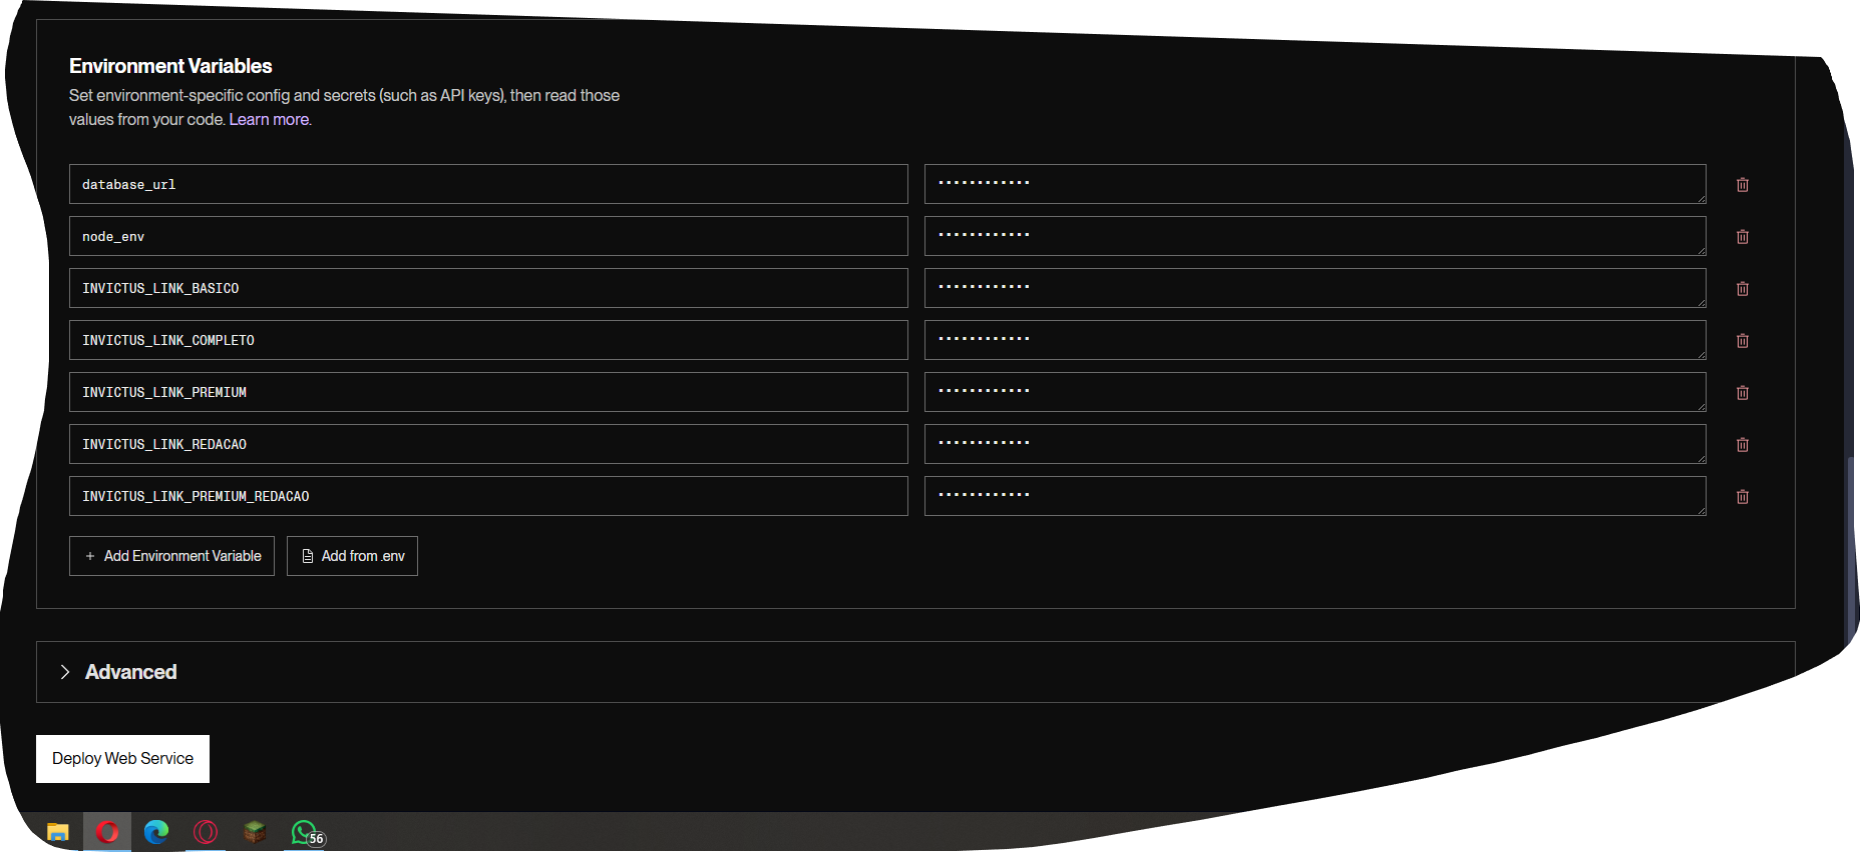 Environment Variables
Set environment-specific config and secrets (such as API keys), then read those
values from your code. Learn more.
database_url ············
node_env ············
INVICTUS_LINK_BASICO ············
INVICTUS_LINK_COMPLETO ············
INVICTUS_LINK_PREMIUM ············
INVICTUS_LINK_REDACAO ············
INVICTUS_LINK_PREMIUM_REDACAO ············
+ Add Environment Variable Add from .env
Advanced
Deploy Web Service
56